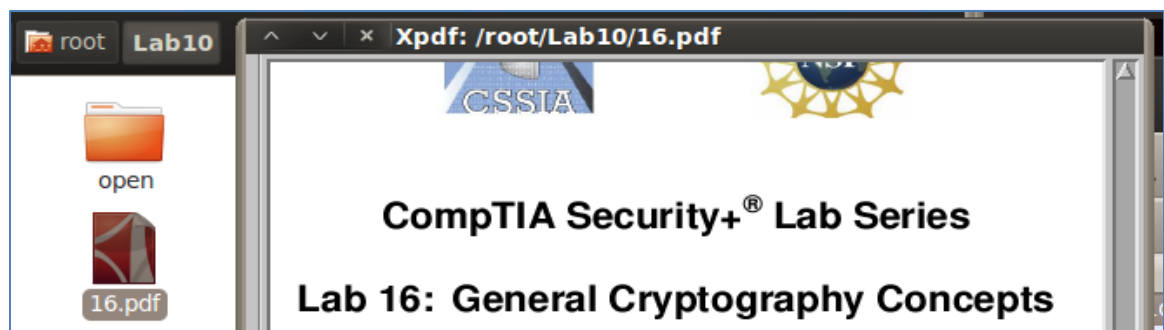 root Lab10
Xpdf: /root/Lab10/16.pdf
CSSIA
NSF
open
CompTIA Security+® Lab Series
16.pdf
Lab 16: General Cryptography Concepts